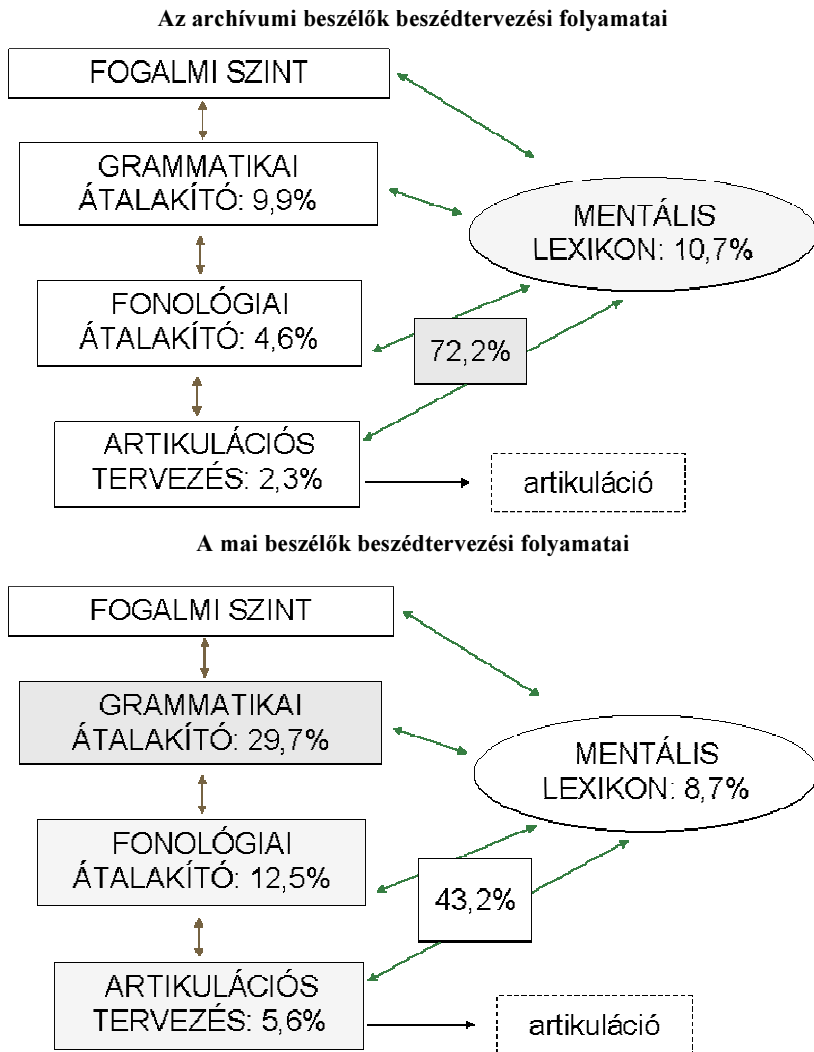 Az archívumi beszélők beszédtervezési folyamatai
FOGALMI SZINT
GRAMMATIKAI
ÁTALAKÍTÓ: 9,9%
MENTÁLIS
LEXIKON: 10,7%
FONOLÓGIAI
ÁTALAKÍTÓ: 4,6%
72,2%
ARTIKULÁCIÓS
TERVEZÉS: 2,3%
artikuláció
A mai beszélők beszédtervezési folyamatai
FOGALMI SZINT
GRAMMATIKAI
ÁTALAKÍTÓ: 29,7%
MENTÁLIS
LEXIKON: 8,7%
FONOLÓGIAI
ÁTALAKÍTÓ: 12,5%
43,2%
ARTIKULÁCIÓS
TERVEZÉS: 5,6%
artikuláció